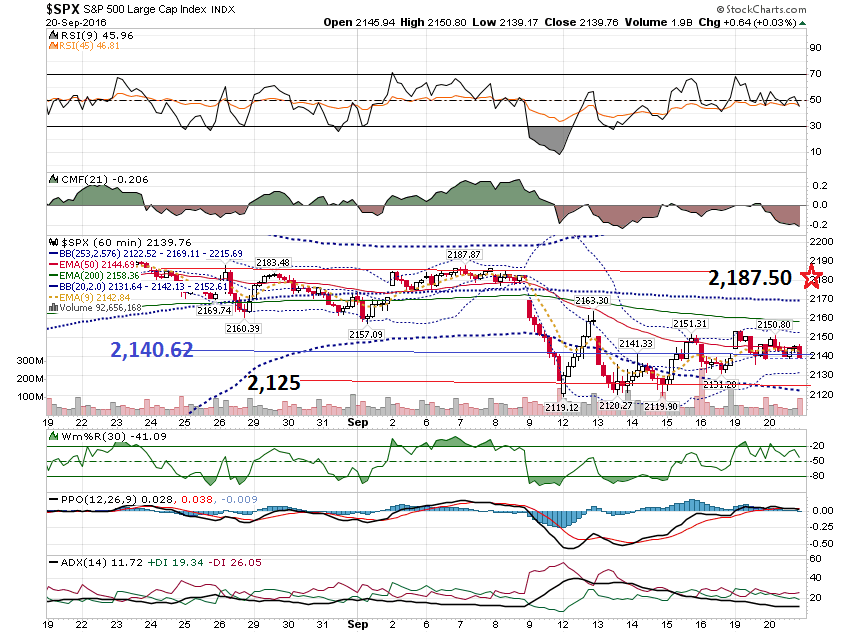 $SPX S&P 500 Large Cap Index INDX
© StockCharts.com
20-Sep-2016
Open 2145.94 High 2150.80 Low 2139.17 Close 2139.76 Volume 1.9B Chg +0.64 (+0.03%)
RSI(9) 45.96
RSI(45) 46.81
90
70
50
30
10
CMF(21) -0.206
0.2
0.0
-0.2
$SPX (60 min) 2139.76
BB(253,2.576) 2122.52 - 2169.11 - 2215.69
EMA(50) 2144.69
EMA(200) 2158.36
BB(20,2.0) 2131.64 - 2142.13 - 2152.61
EMA(9) 2142.84
Volume 92,656,168
2183.48
2187.87
2,187.50
2169.74
2160.39
2157.09
2163.30
2141.33
2151.31
2150.80
2,140.62
2,125
2131.20
2119.12
2120.27
2119.90
2200
2190
2180
2170
2160
2150
2140
2130
2120
300M
200M
100M
19 22 23 24 25 26 29 30 31 Sep 2 6 7 8 9 12 13 14 15 16 19 20
Wm%R(30) -41.09
-20
-50
-80
PPO(12,26,9) 0.028, 0.038, -0.009
0.00
-0.25
-0.50
ADX(14) 11.72 +DI 19.34 -DI 26.05
60
40
20
19 22 23 24 25 26 29 30 31 Sep 2 6 7 8 9 12 13 14 15 16 19 20